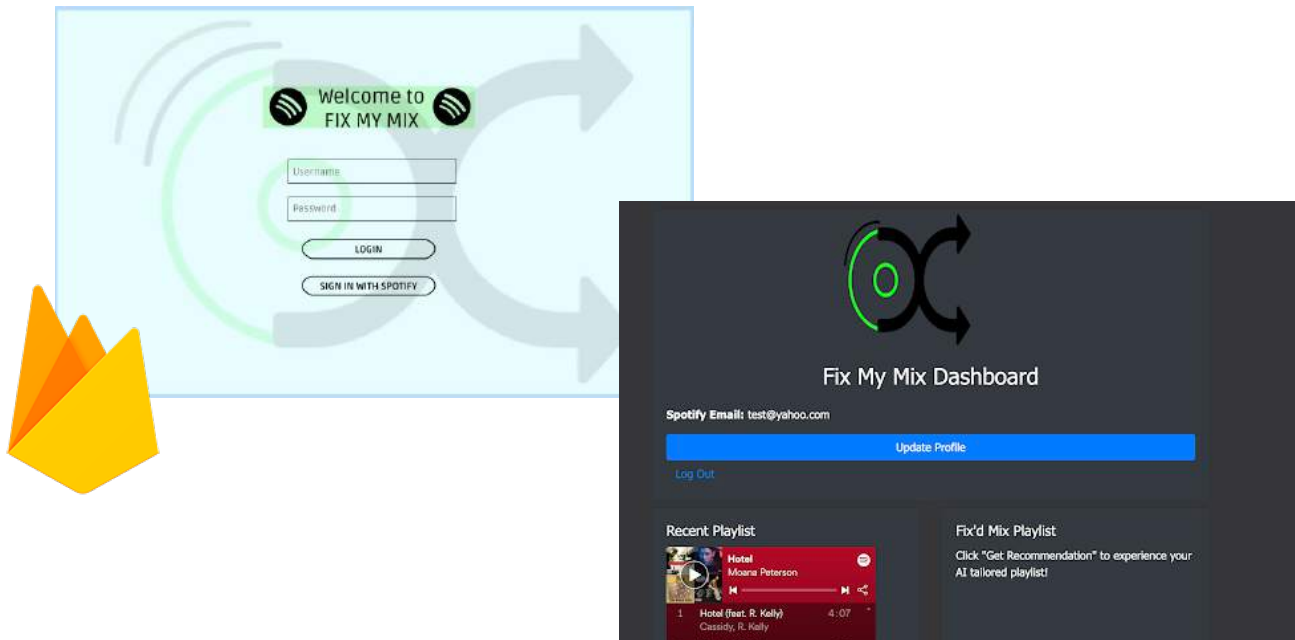 Welcome to
FIX MY MIX
Username
Password
LOGIN
SIGN IN WITH SPOTIFY
Fix My Mix Dashboard
Spotify Email: test@yahoo.com
Update Profile
Log Out
Recent Playlist
Hotel
Moana Peterson
1 Hotel (feat. R. Kelly) 4:07
Cassidy, R. Kelly
Fix'd Mix Playlist
Click "Get Recommendation" to experience your
AI tailored playlist!